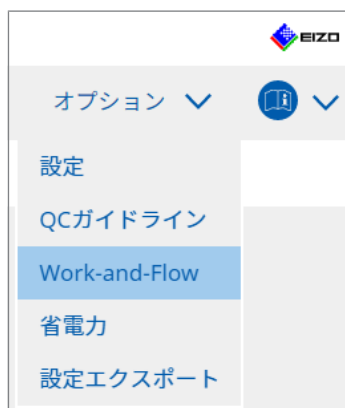 EIZO
オプション
設定
QCガイドライン
Work-and-Flow
省電力
設定エクスポート